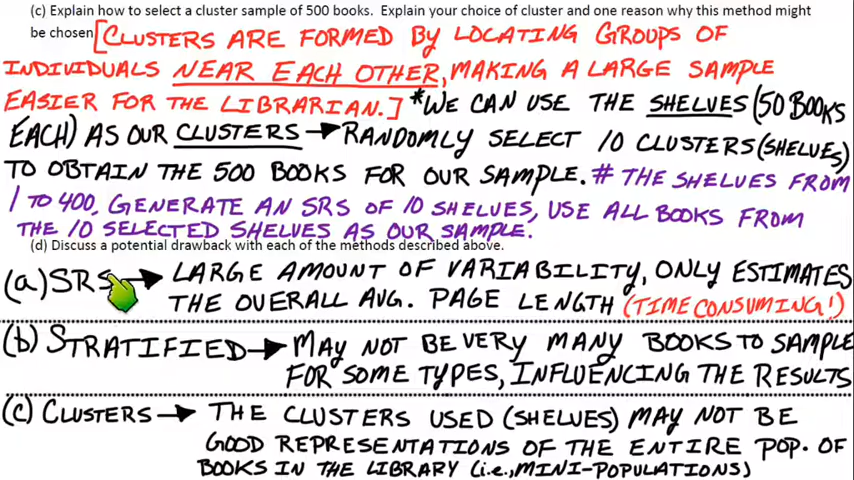 (c) Explain how to select a cluster sample of 500 books. Explain your choice of cluster and one reason why this method might
be chosen. [CLUSTERS ARE FORMED BY LOCATING GROUPS OF
INDIVIDUALS NEAR EACH OTHER, MAKING A LARGE SAMPLE
EASIER FOR THE LIBRARIAN.] *WE CAN USE THE SHELVES (50 BOOKS
EACH) AS OUR CLUSTERS → RANDOMLY SELECT 10 CLUSTERS (SHELVES)
TO OBTAIN THE 500 BOOKS FOR OUR SAMPLE. # THE SHELVES FROM
1 TO 400, GENERATE AN SRS OF 10 SHELVES, USE ALL BOOKS FROM
THE 10 SELECTED SHELVES AS OUR SAMPLE.
(d) Discuss a potential drawback with each of the methods described above.
(a) SRS → LARGE AMOUNT OF VARIABILITY, ONLY ESTIMATES
THE OVERALL AVG. PAGE LENGTH (TIME CONSUMING!)
(b) STRATIFIED → MAY NOT BE VERY MANY BOOKS TO SAMPLE
FOR SOME TYPES, INFLUENCING THE RESULTS
(c) CLUSTERS → THE CLUSTERS USED (SHELVES) MAY NOT BE
GOOD REPRESENTATIONS OF THE ENTIRE POP. OF
BOOKS IN THE LIBRARY (i.e., MINI-POPULATIONS)